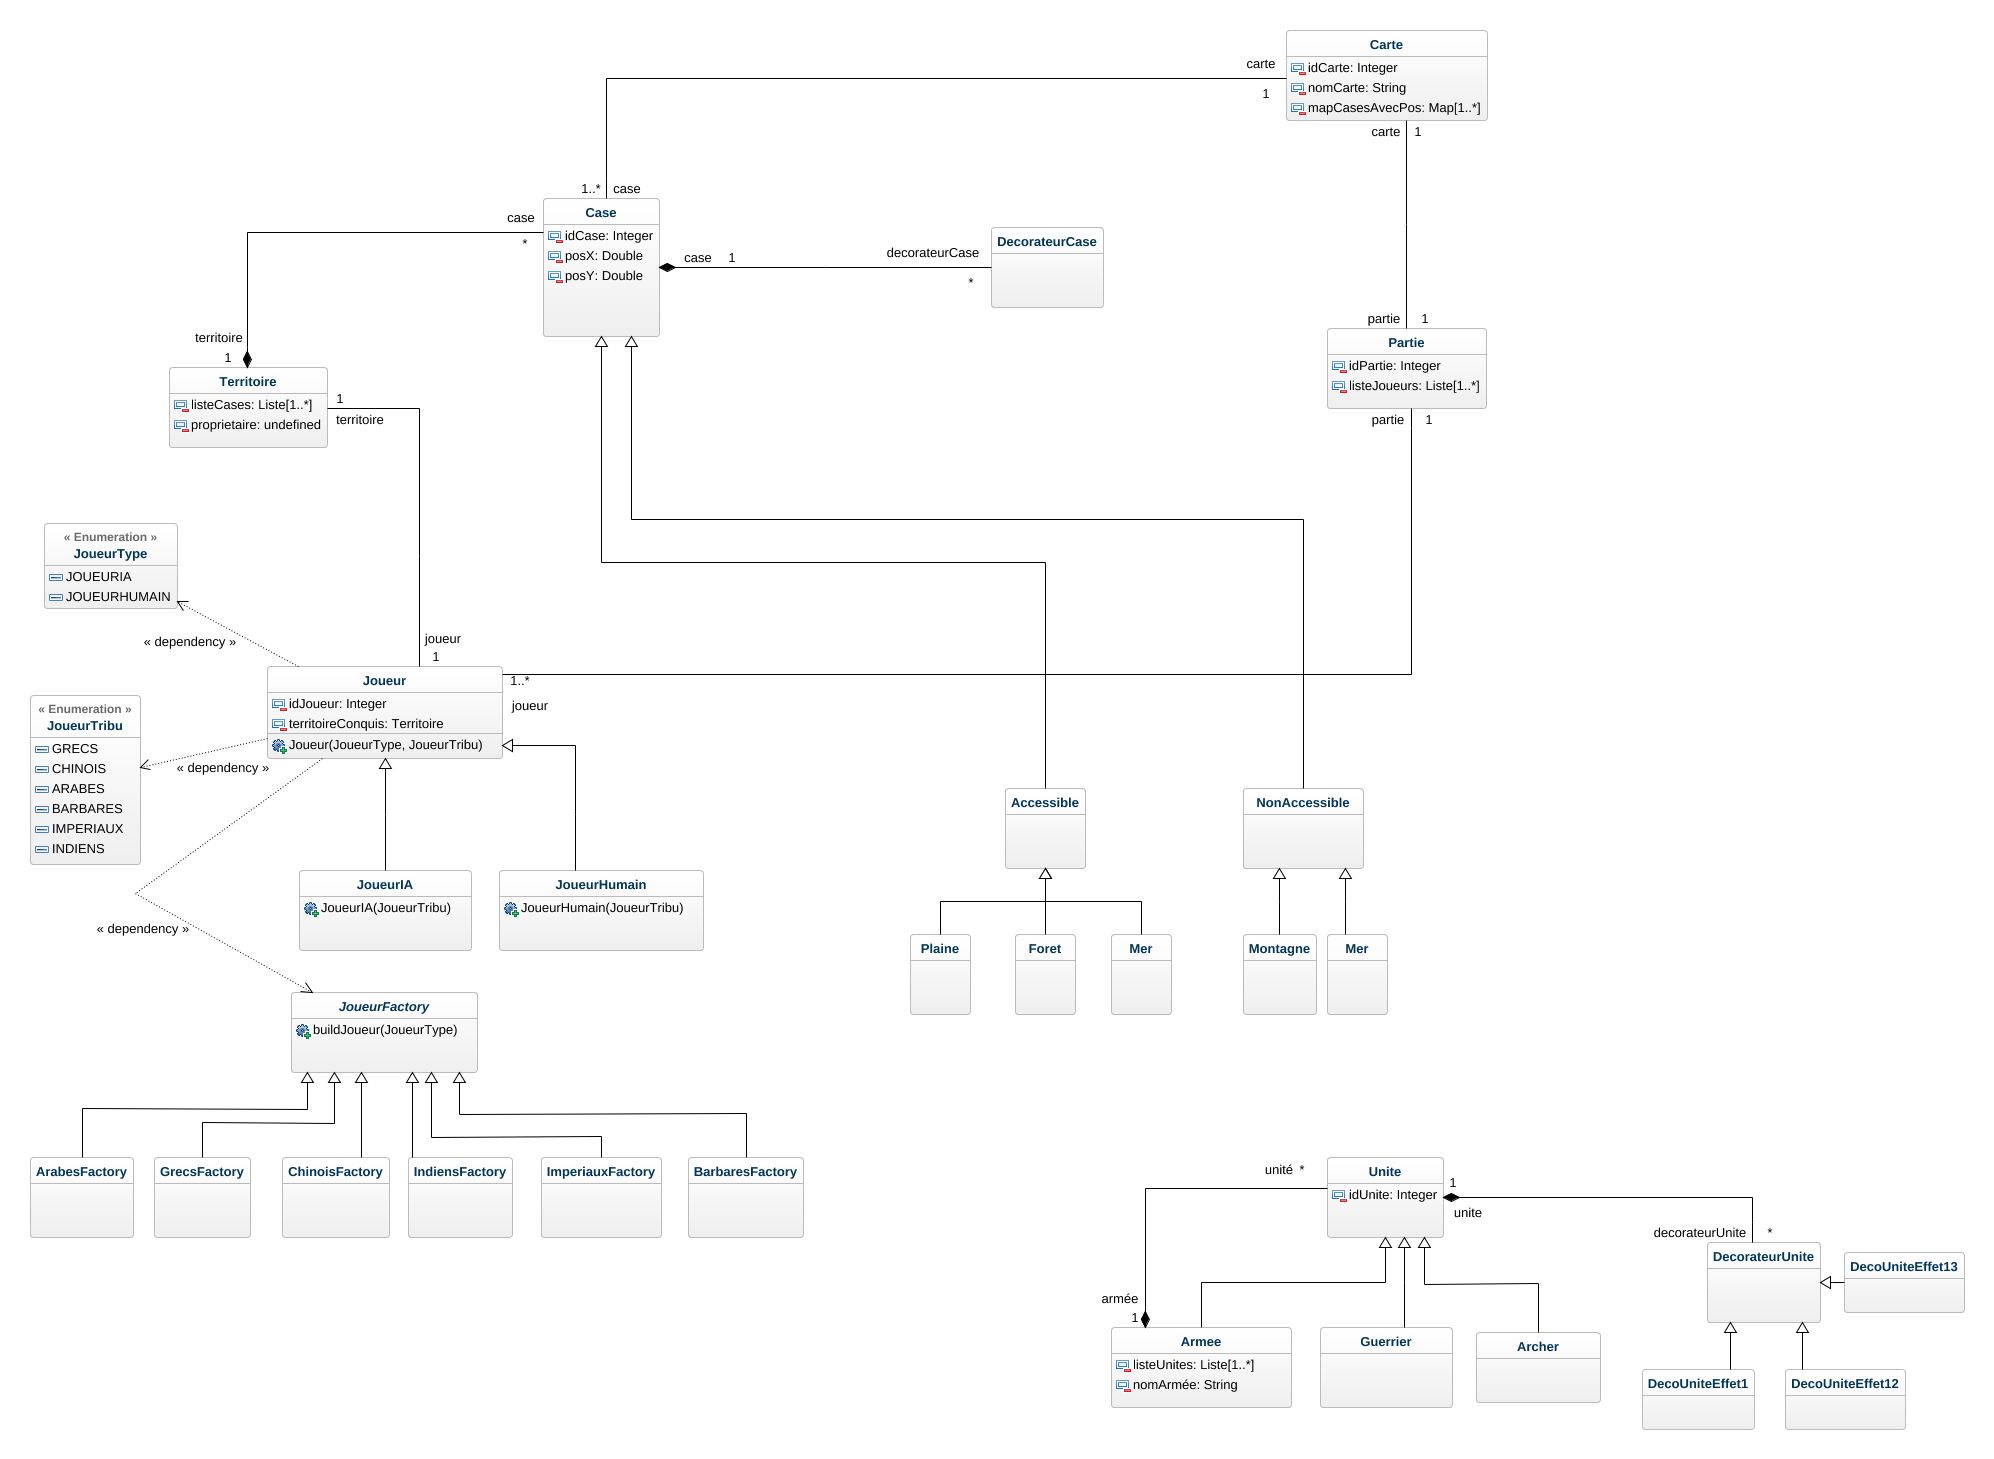 Carte
idCarte: Integer
nomCarte: String
mapCasesAvecPos: Map[1..*]
carte
1
carte 1
1..* case
Case
idCase: Integer
posX: Double
posY: Double
case
*
case 1
decorateurCase
*
DecorateurCase
territoire
1
Territoire
listeCases: Liste[1..*]
proprietaire: undefined
1
territoire
partie 1
Partie
idPartie: Integer
listeJoueurs: Liste[1..*]
partie 1
« Enumeration »
JoueurType
JOUEURIA
JOUEURHUMAIN
« dependency »
joueur
1
Joueur
idJoueur: Integer
territoireConquis: Territoire
Joueur(JoueurType, JoueurTribu)
1..*
joueur
« Enumeration »
JoueurTribu
GRECS
CHINOIS
ARABES
BARBARES
IMPERIAUX
INDIENS
« dependency »
« dependency »
JoueurIA
JoueurIA(JoueurTribu)
JoueurHumain
JoueurHumain(JoueurTribu)
Accessible
NonAccessible
Plaine
Foret
Mer
Montagne
Mer
JoueurFactory
buildJoueur(JoueurType)
ArabesFactory
GrecsFactory
ChinoisFactory
IndiensFactory
ImperiauxFactory
BarbaresFactory
unité *
Unite
idUnite: Integer
1
unite
decorateurUnite *
DecorateurUnite
DecoUniteEffet13
armée
1
Armee
listeUnites: Liste[1..*]
nomArmée: String
Guerrier
Archer
DecoUniteEffet1
DecoUniteEffet12